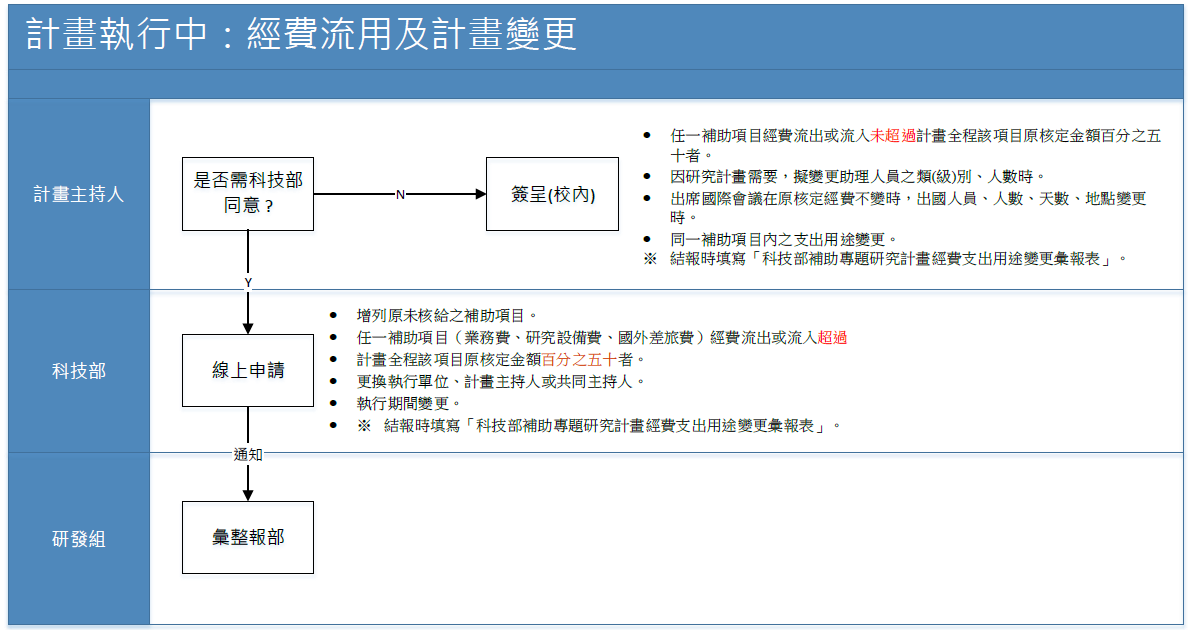 計畫執行中：經費流用及計畫變更
計畫主持人
是否需科技部
同意？
N
簽呈(校內)
● 任一補助項目經費流出或流入未超過計畫全程該項目原核定金額百分之五
十者。
● 因研究計畫需要，擬變更助理人員之類(級)別、人數時。
● 出席國際會議在原核定經費不變時，出國人員、人數、天數、地點變更
時。
● 同一補助項目內之支出用途變更。
※ 結報時填寫「科技部補助專題研究計畫經費支出用途變更彙報表」。
Y
科技部
線上申請
● 增列原未核給之補助項目。
● 任一補助項目（業務費、研究設備費、國外差旅費）經費流出或流入超過
● 計畫全程該項目原核定金額百分之五十者。
● 更換執行單位、計畫主持人或共同主持人。
● 執行期間變更。
● ※ 結報時填寫「科技部補助專題研究計畫經費支出用途變更彙報表」。
通知
研發組
彙整報部